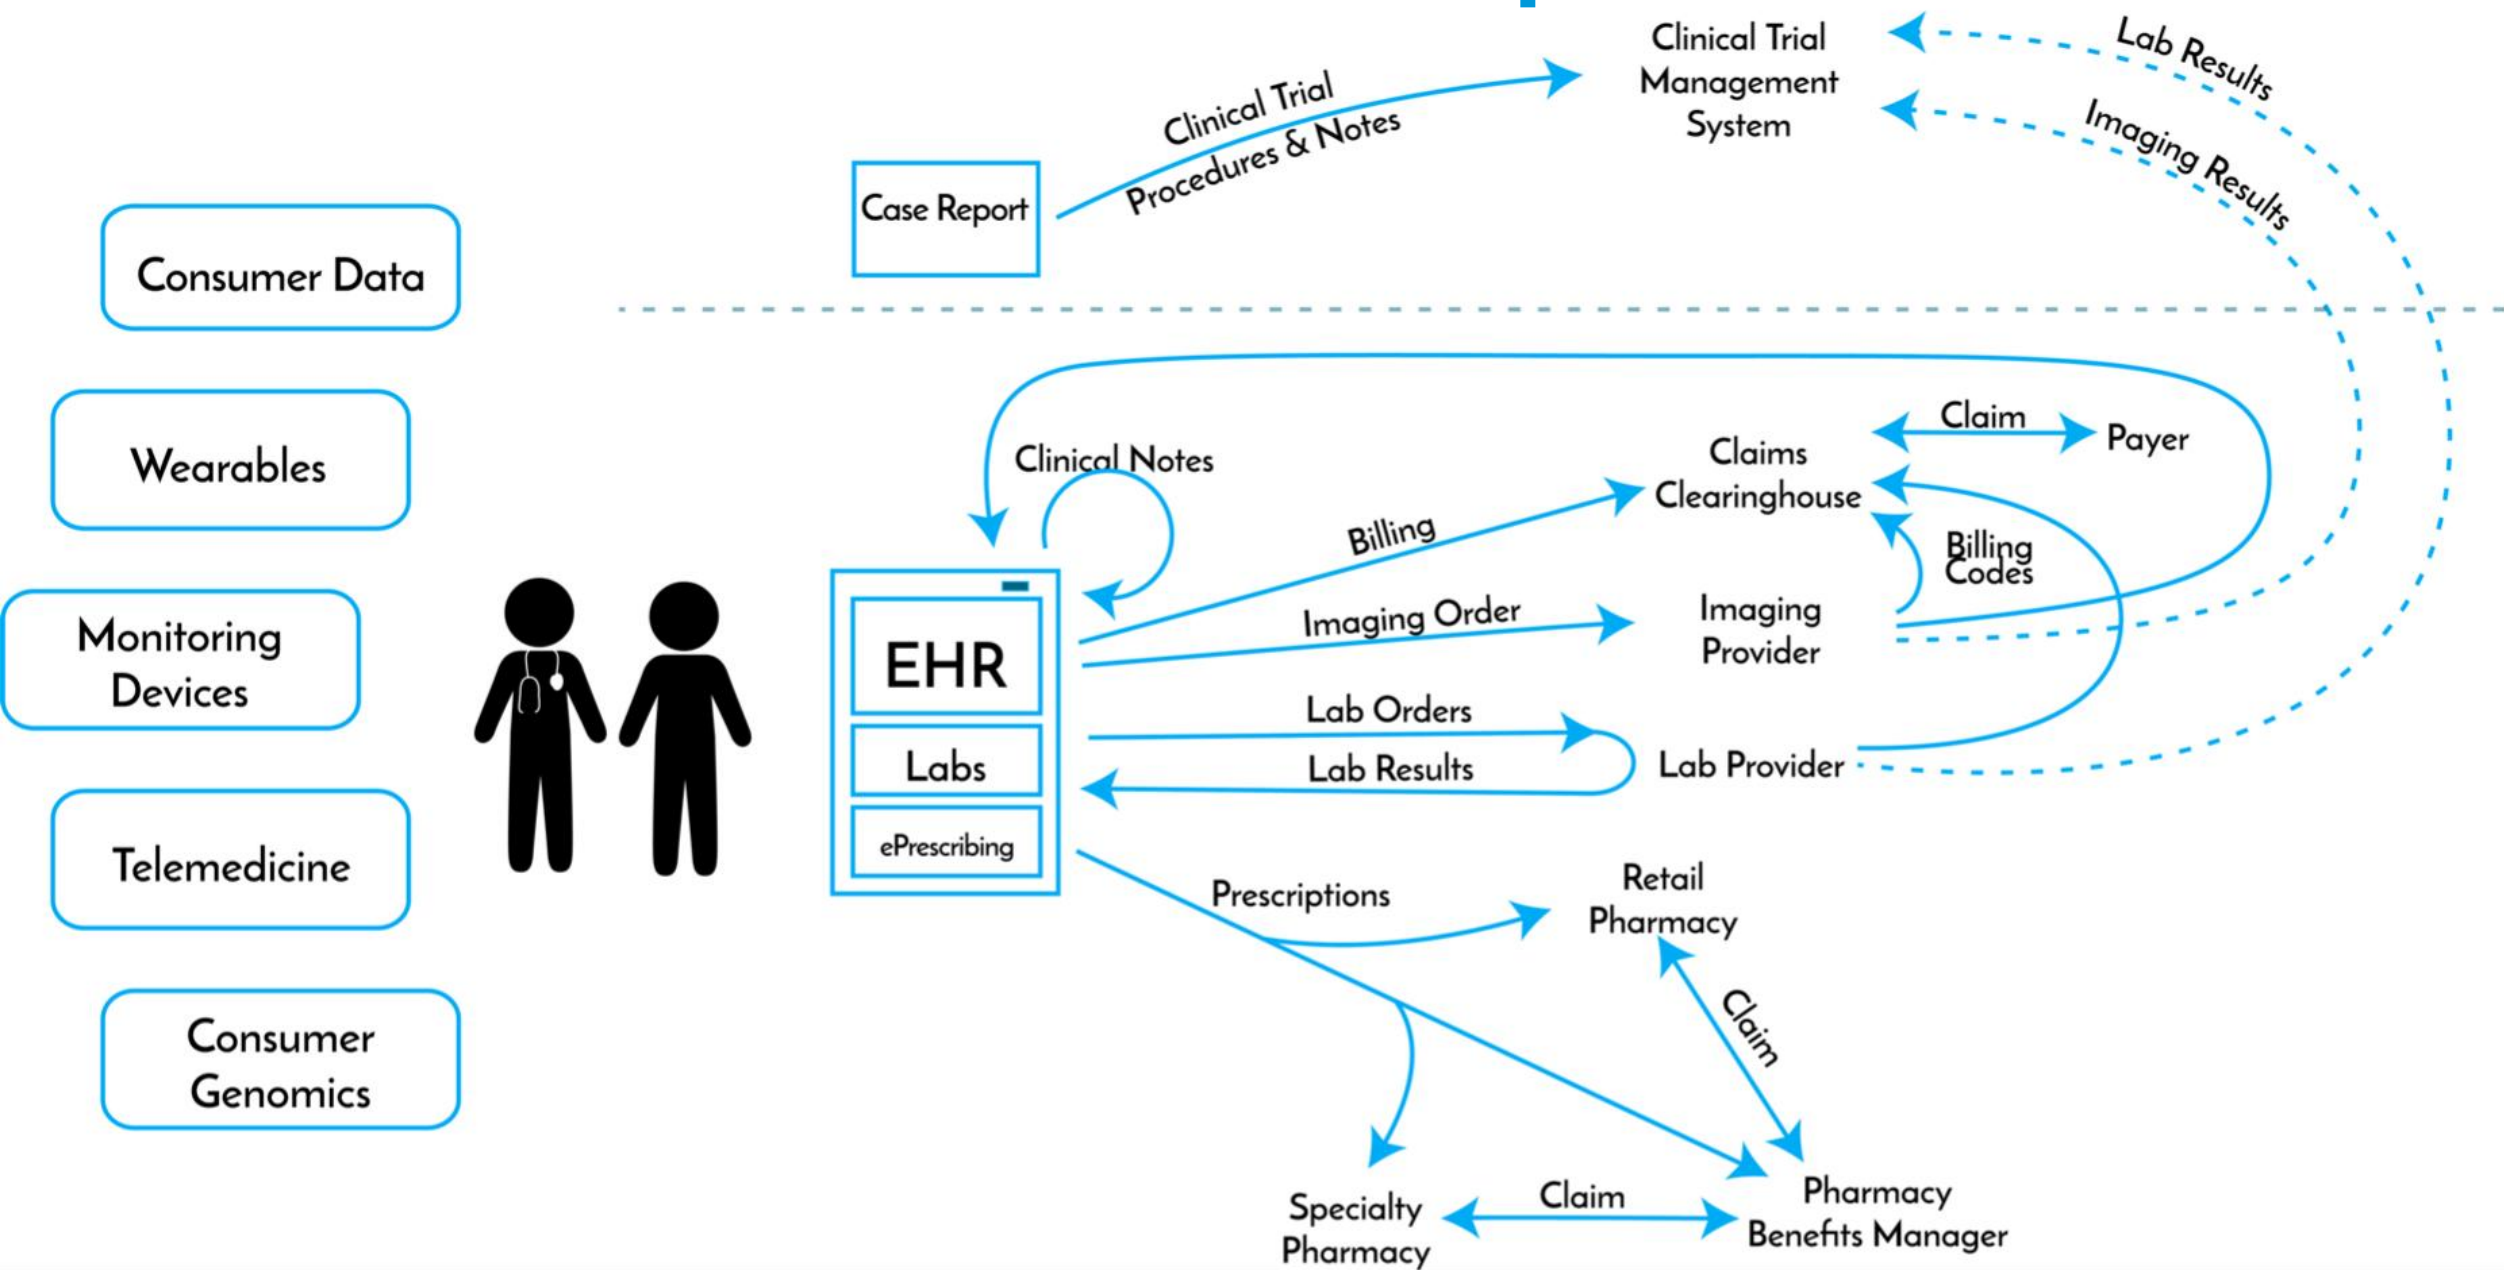 Clinical Trial
Management
System
Lab Results
Imaging Results
Clinical Trial
Procedures & Notes
Case Report
Consumer Data
Wearables
Monitoring
Devices
Telemedicine
Consumer
Genomics
Clinical Notes
Claims
Clearinghouse
Claim
Payer
Billing
Billing
Codes
Imaging Order
Imaging
Provider
EHR
Labs
ePrescribing
Lab Orders
Lab Results
Lab Provider
Prescriptions
Retail
Pharmacy
Claim
Specialty
Pharmacy
Claim
Pharmacy
Benefits Manager